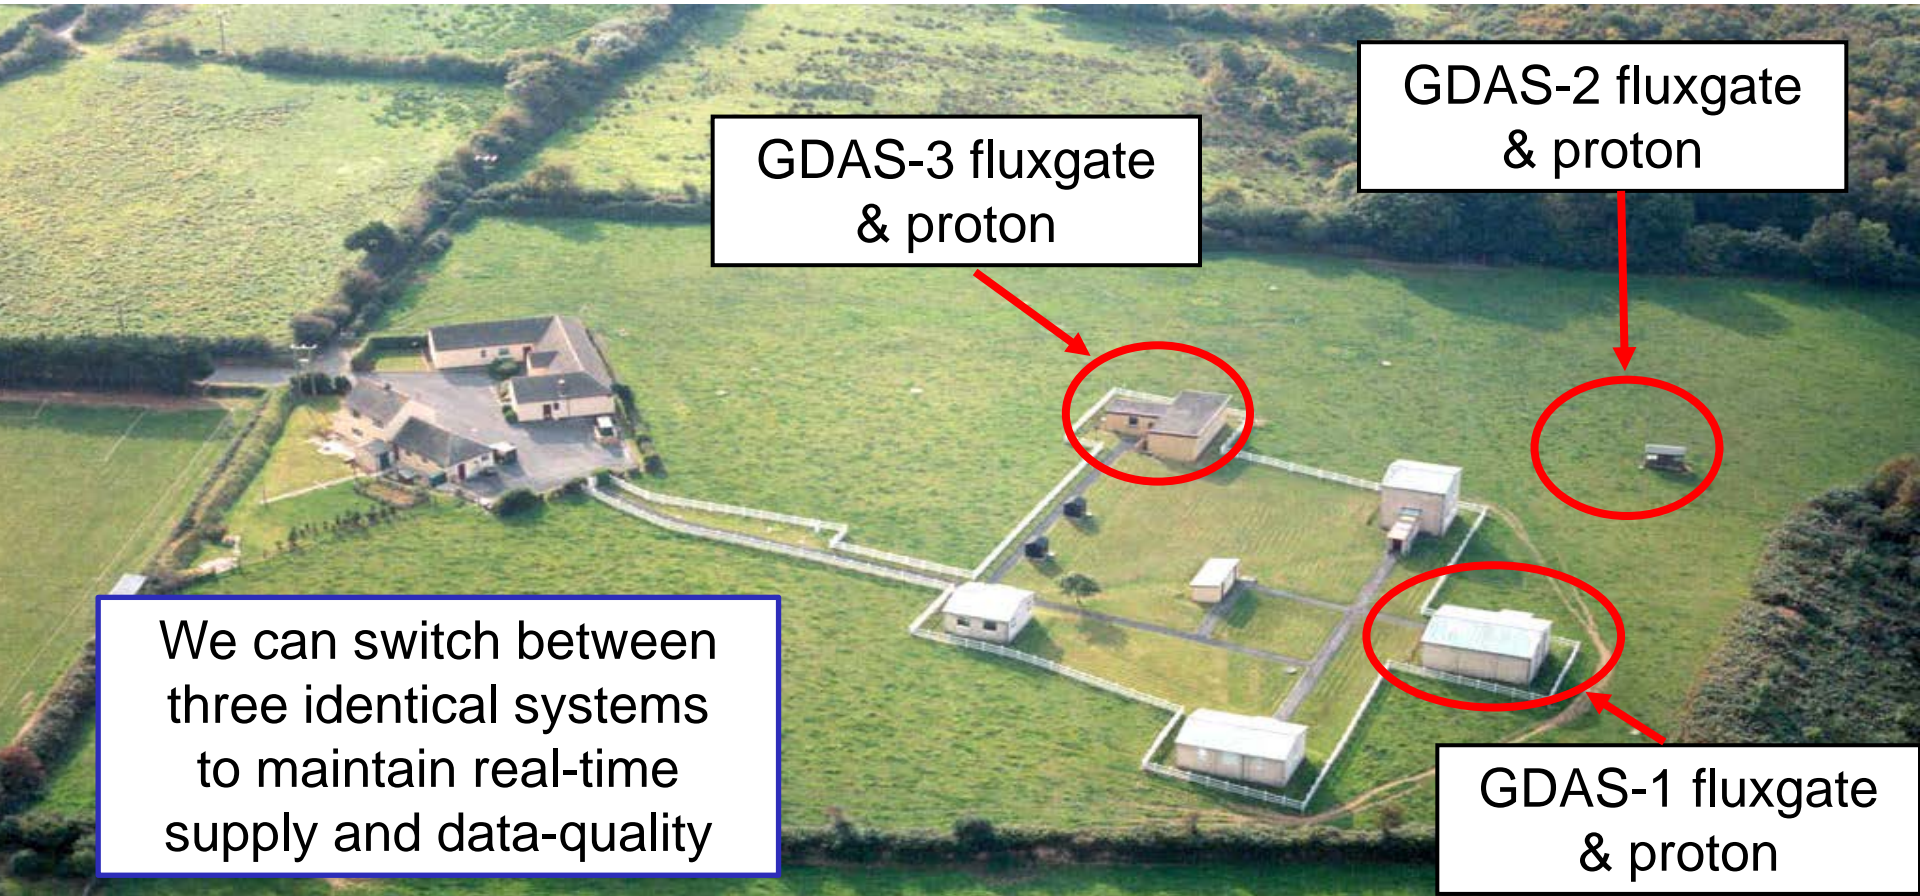 GDAS-2 fluxgate
& proton
GDAS-3 fluxgate
& proton
We can switch between
three identical systems
to maintain real-time
supply and data-quality
GDAS-1 fluxgate
& proton